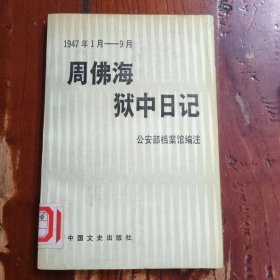 1947年1月——9月
周佛海
狱中日记
公安部档案馆编注
中国文史出版社